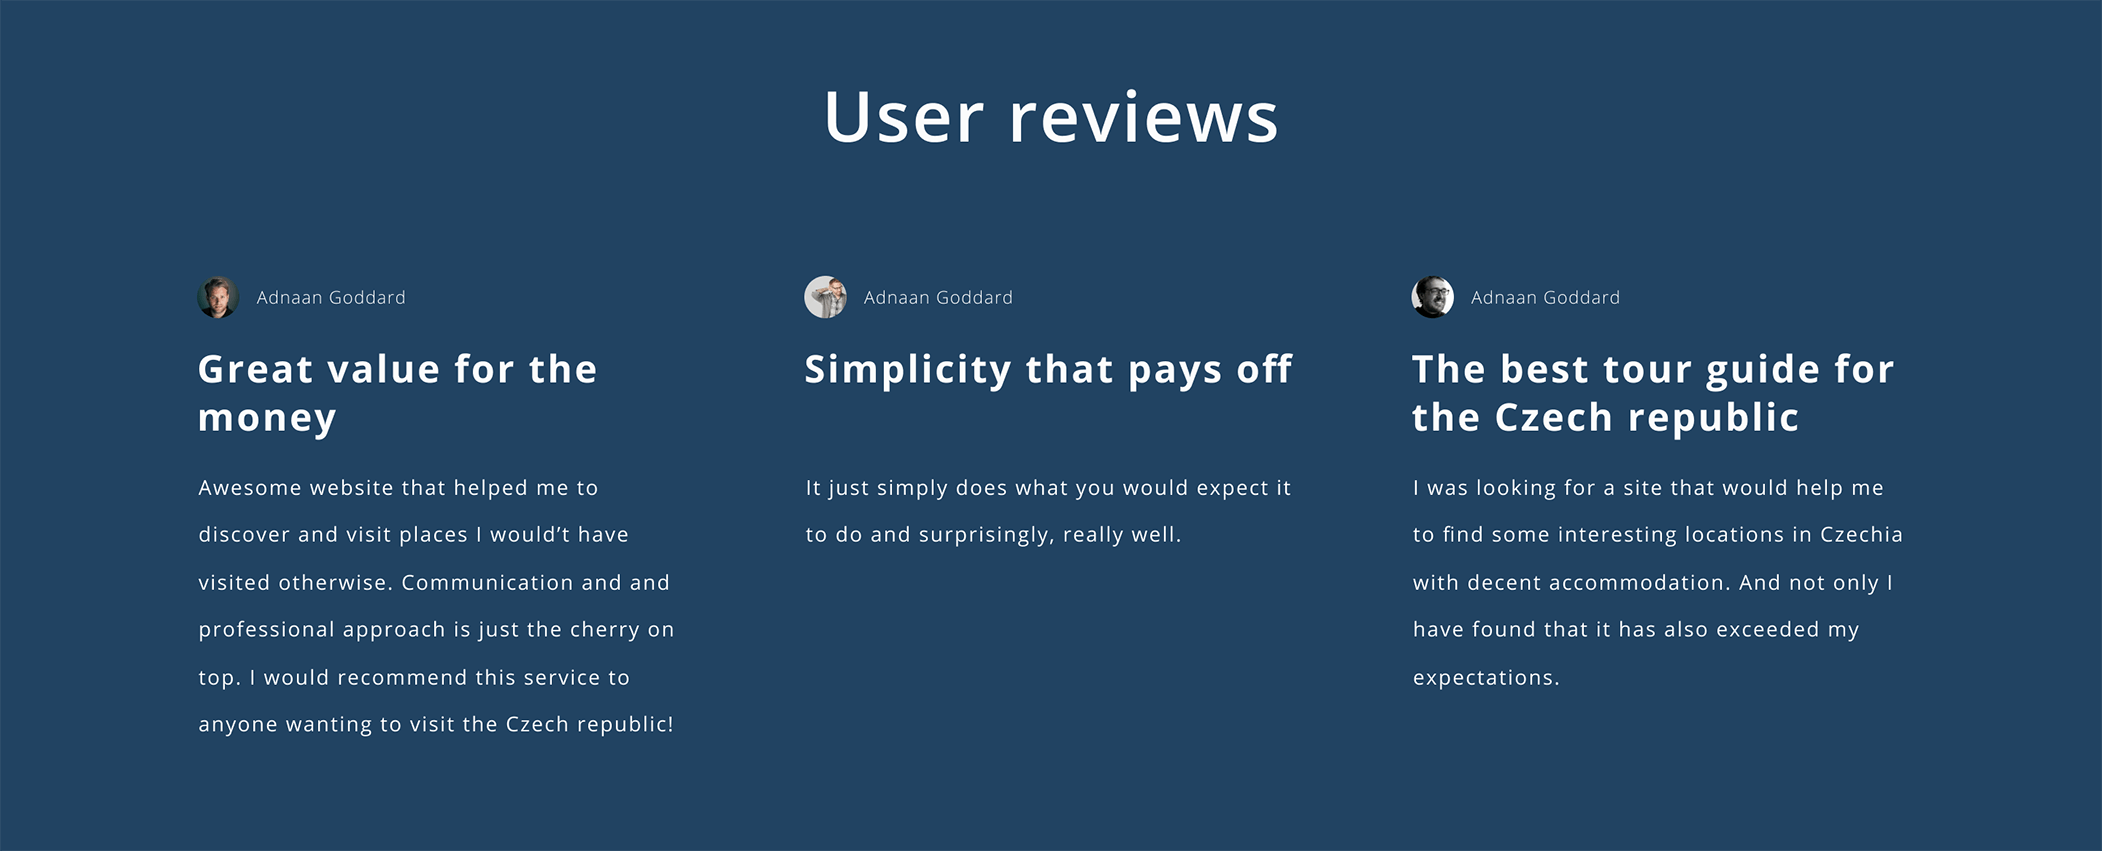 User reviews
Adnaan Goddard
Great value for the
money
Awesome website that helped me to
discover and visit places I would’t have
visited otherwise. Communication and and
professional approach is just the cherry on
top. I would recommend this service to
anyone wanting to visit the Czech republic!
Adnaan Goddard
Simplicity that pays off
It just simply does what you would expect it
to do and surprisingly, really well.
Adnaan Goddard
The best tour guide for
the Czech republic
I was looking for a site that would help me
to find some interesting locations in Czechia
with decent accommodation. And not only I
have found that it has also exceeded my
expectations.